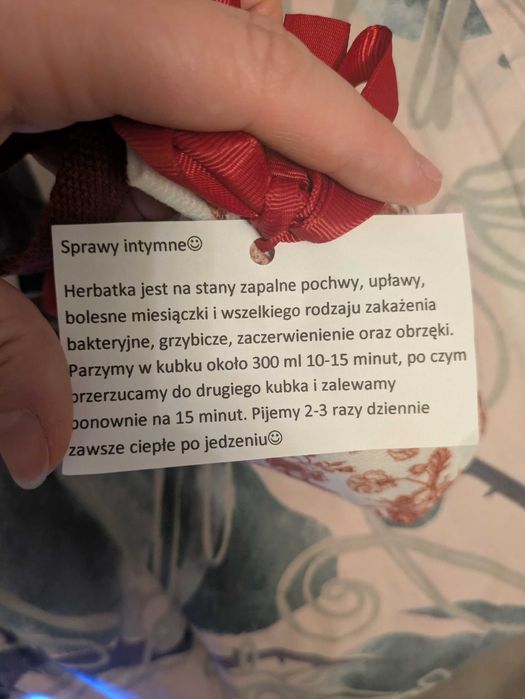 Sprawy intymne☺
Herbatka jest na stany zapalne pochwy, upławy,
bolesne miesiączki i wszelkiego rodzaju zakażenia
bakteryjne, grzybicze, zaczerwienienie oraz obrzęki.
Parzymy w kubku około 300 ml 10-15 minut, po czym
przerzucamy do drugiego kubka i zalewamy
ponownie na 15 minut. Pijemy 2-3 razy dziennie
zawsze ciepłe po jedzeniu☺